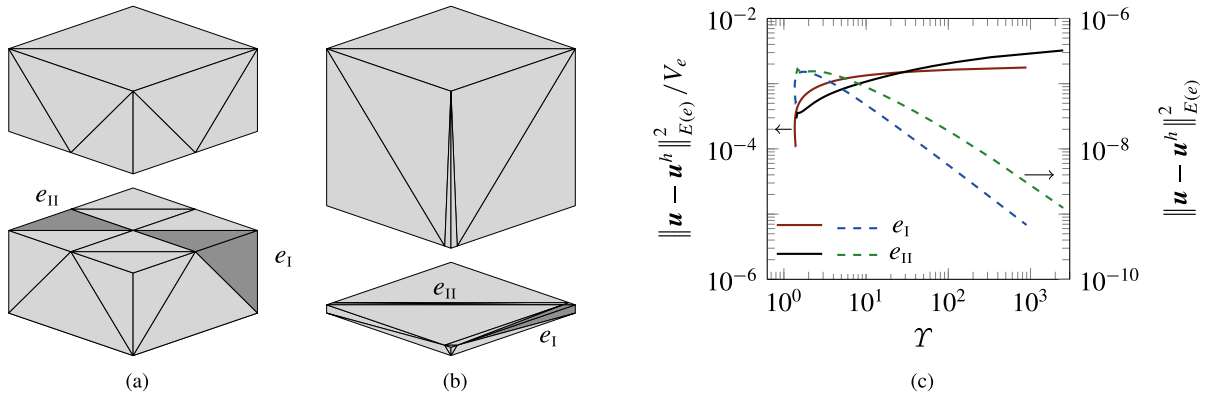 e_II
e_I
(a)
e_II
e_I
(b)
10^−2
10^−4
10^−6
10^−6
10^−8
10^−10
10^0
10^1
10^2
10^3
‖u − u^h‖²_E(e) / V_e
‖u − u^h‖²_E(e)
e_I
e_II
ϒ
(c)